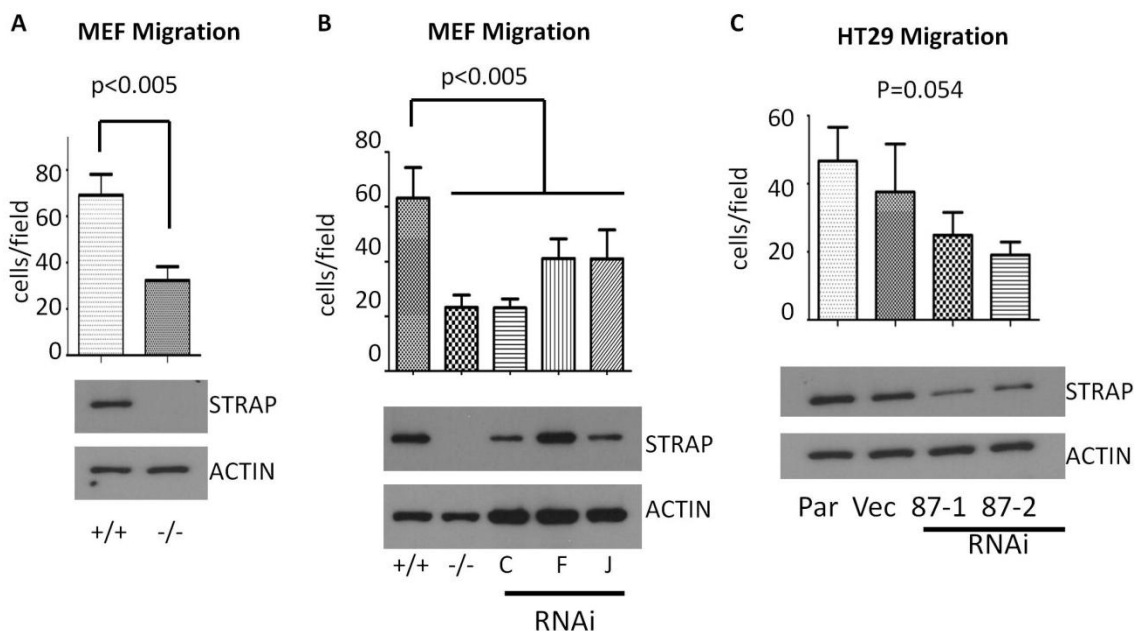 A
MEF Migration
p<0.005
80
60
40
20
0
cells/field
STRAP
ACTIN
+/+ -/-
B
MEF Migration
p<0.005
80
60
40
20
0
cells/field
STRAP
ACTIN
+/+ -/- C F J
RNAi
C
HT29 Migration
P=0.054
60
40
20
0
cells/field
STRAP
ACTIN
Par Vec 87-1 87-2
RNAi